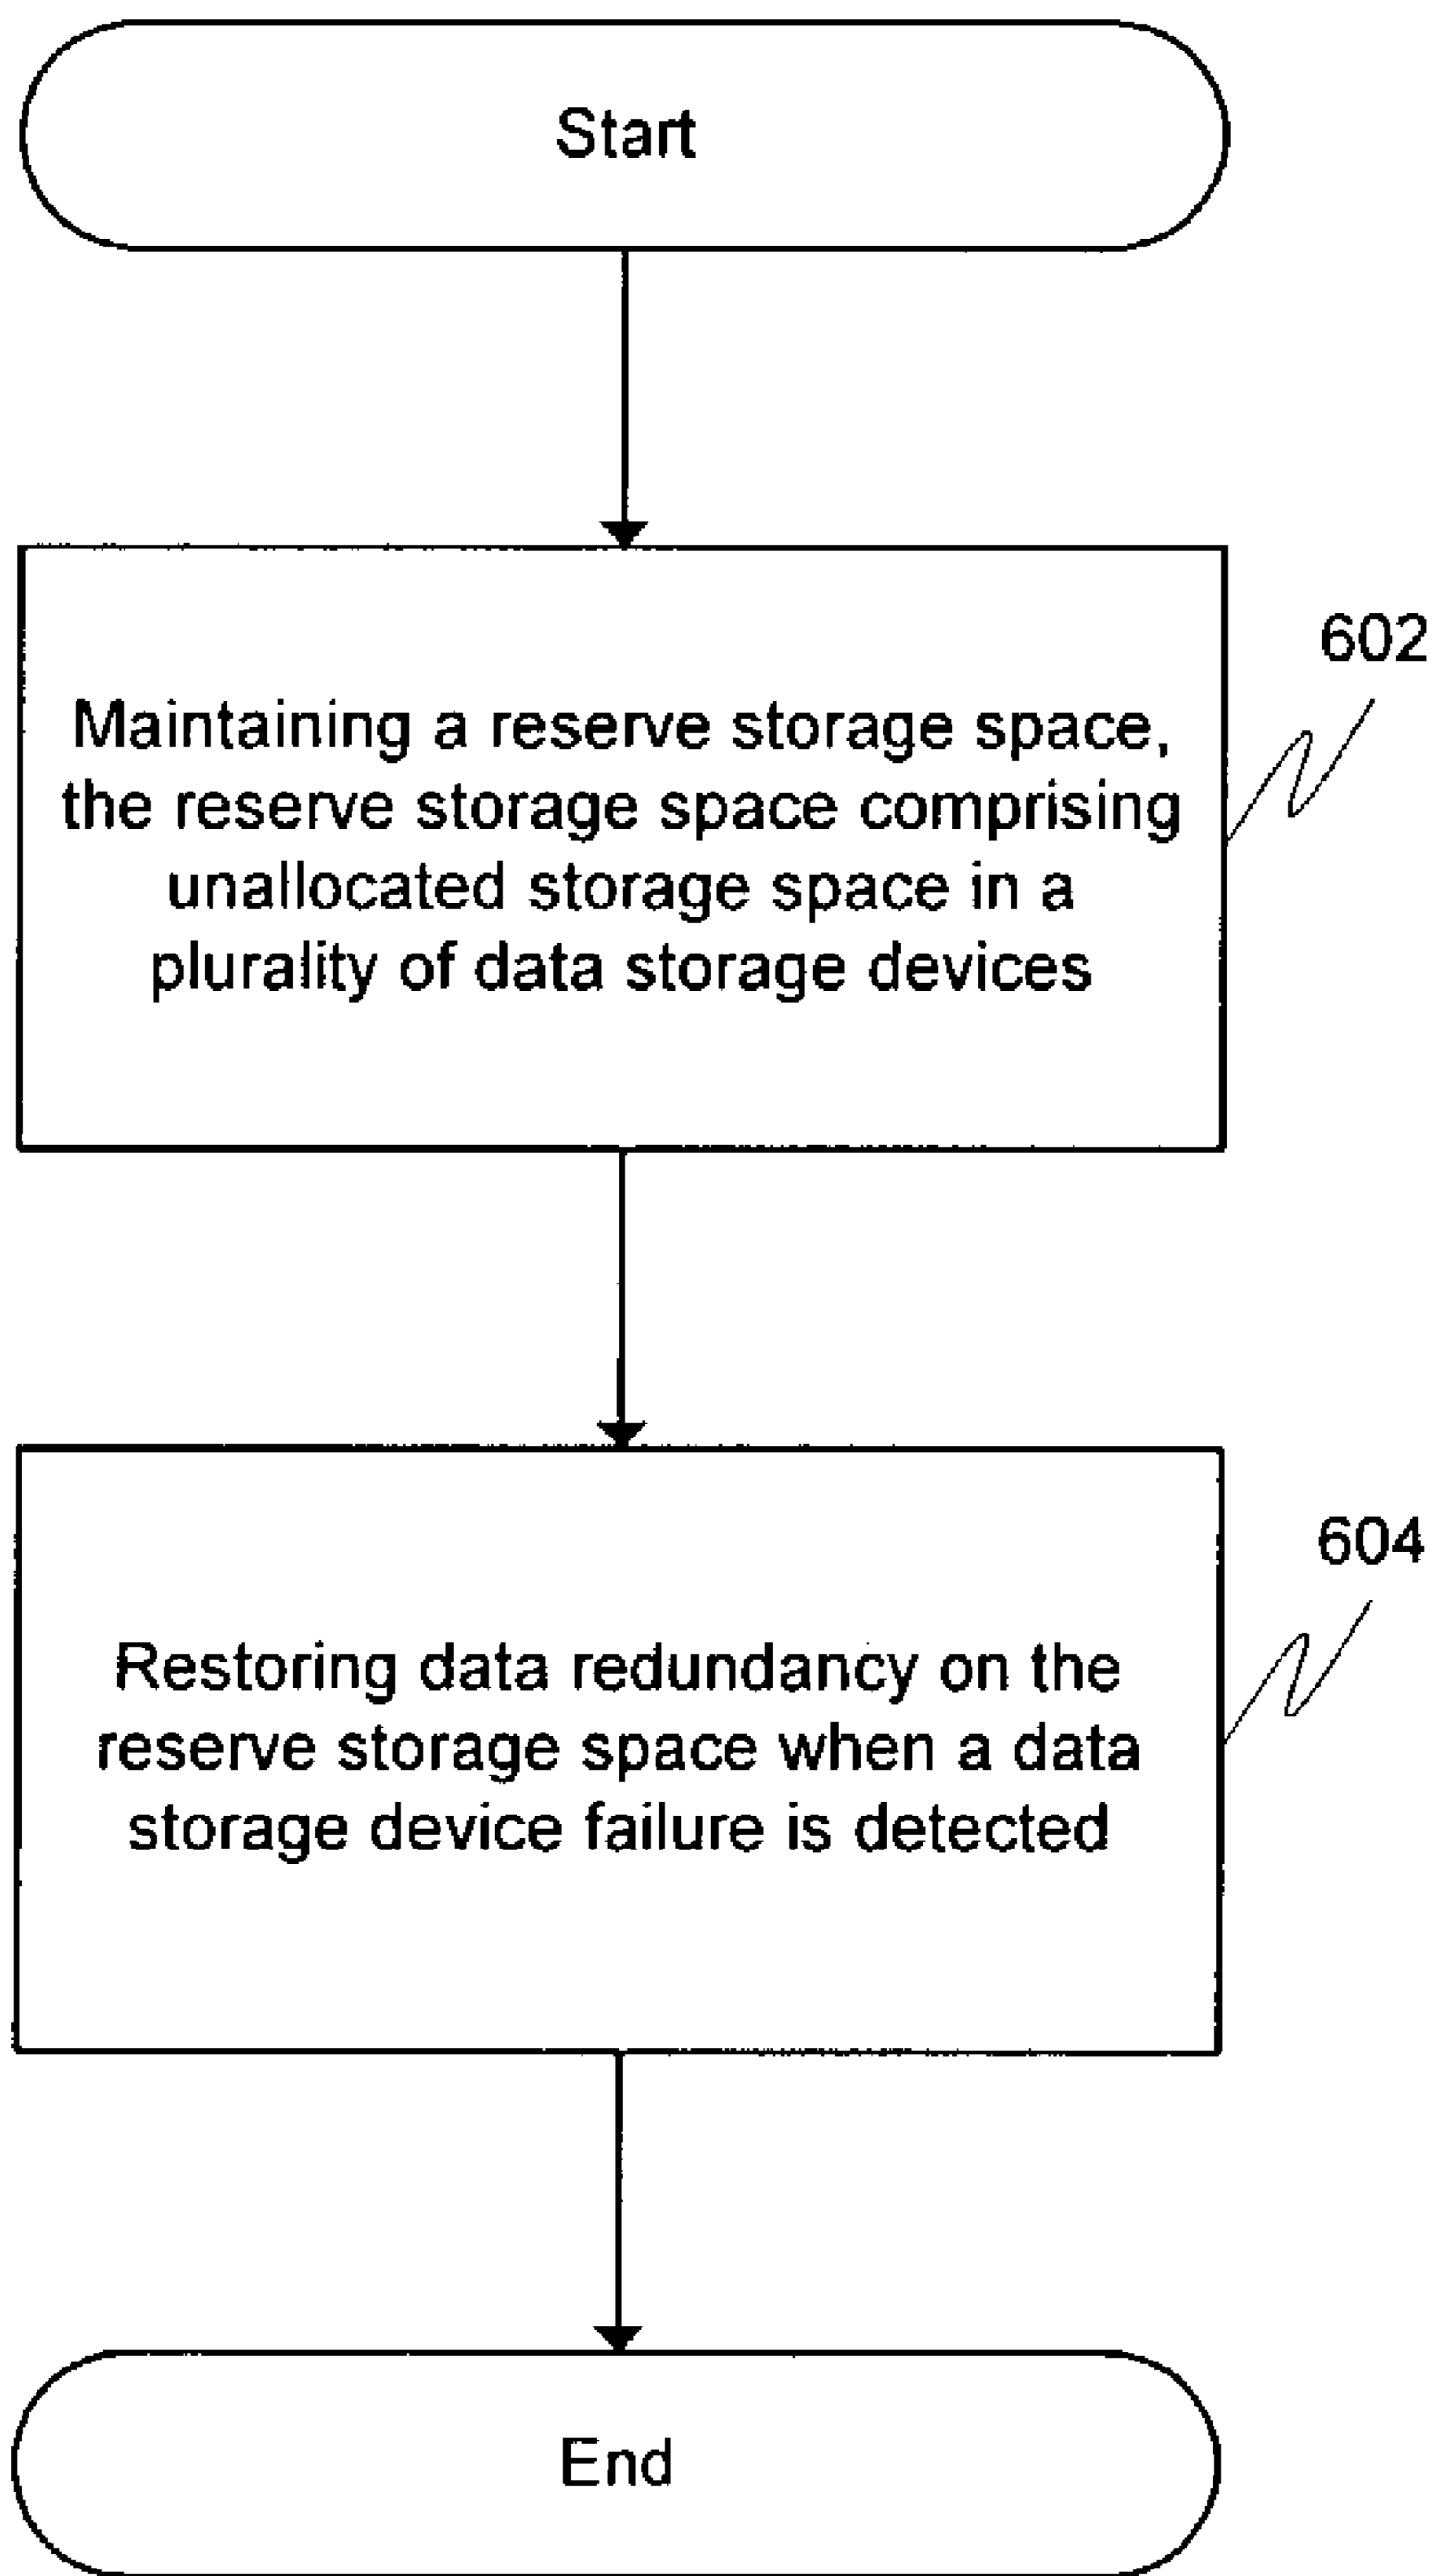 Start
602
Maintaining a reserve storage space,
the reserve storage space comprising
unallocated storage space in a
plurality of data storage devices
604
Restoring data redundancy on the
reserve storage space when a data
storage device failure is detected
End